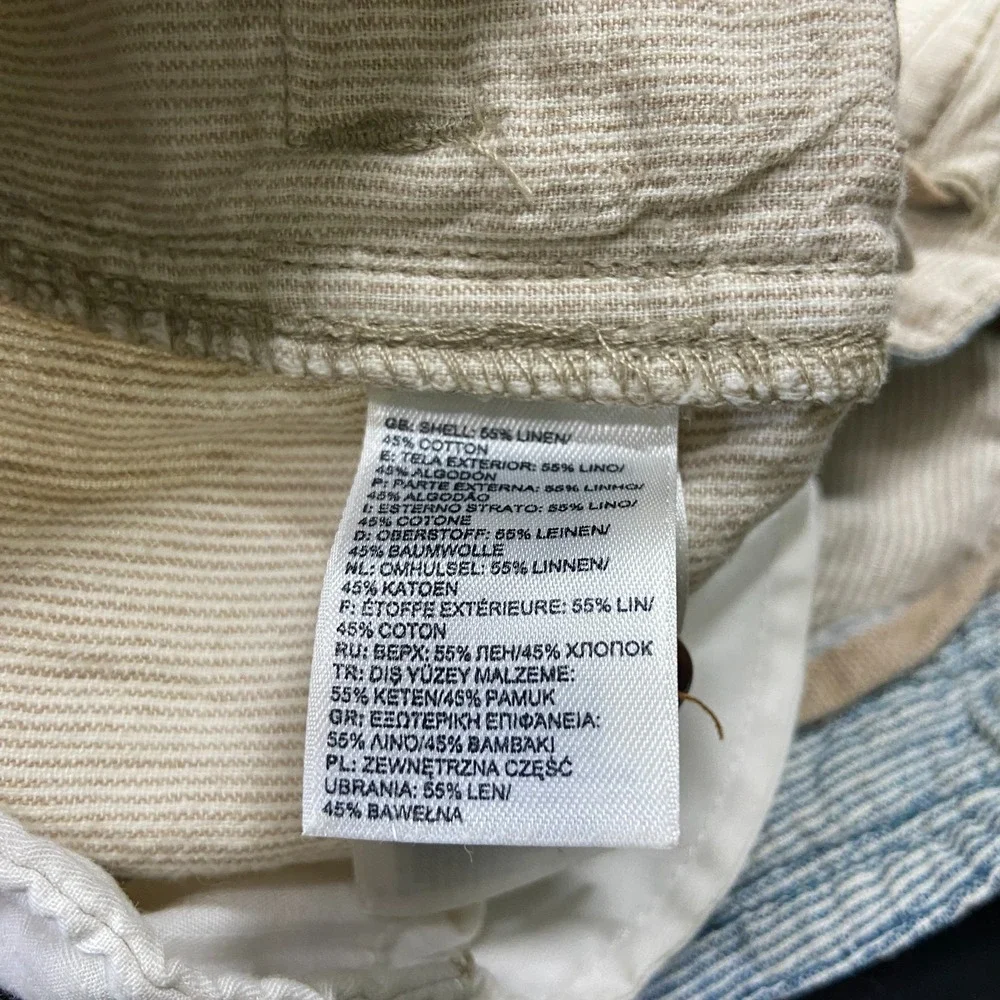 GB: SHELL: 55% LINEN/
45% COTTON
E: TELA EXTERIOR: 55% LINO/
45% ALGODÓN
P: PARTE EXTERNA: 55% LINHO/
45% ALGODÃO
I: ESTERNO STRATO: 55% LINO/
45% COTONE
D: OBERSTOFF: 55% LEINEN/
45% BAUMWOLLE
NL: OMHULSEL: 55% LINNEN/
45% KATOEN
F: ÉTOFFE EXTÉRIEURE: 55% LIN/
45% COTON
RU: ВЕРХ: 55% ЛЕН/45% ХЛОПОК
TR: DIŞ YÜZEY MALZEME:
55% KETEN/45% PAMUK
GR: ΕΞΩΤΕΡΙΚΗ ΕΠΙΦΑΝΕΙΑ:
55% ΛΙΝΟ/45% ΒΑΜΒΑΚΙ
PL: ZEWNĘTRZNA CZĘŚĆ
UBRANIA: 55% LEN/
45% BAWEŁNA